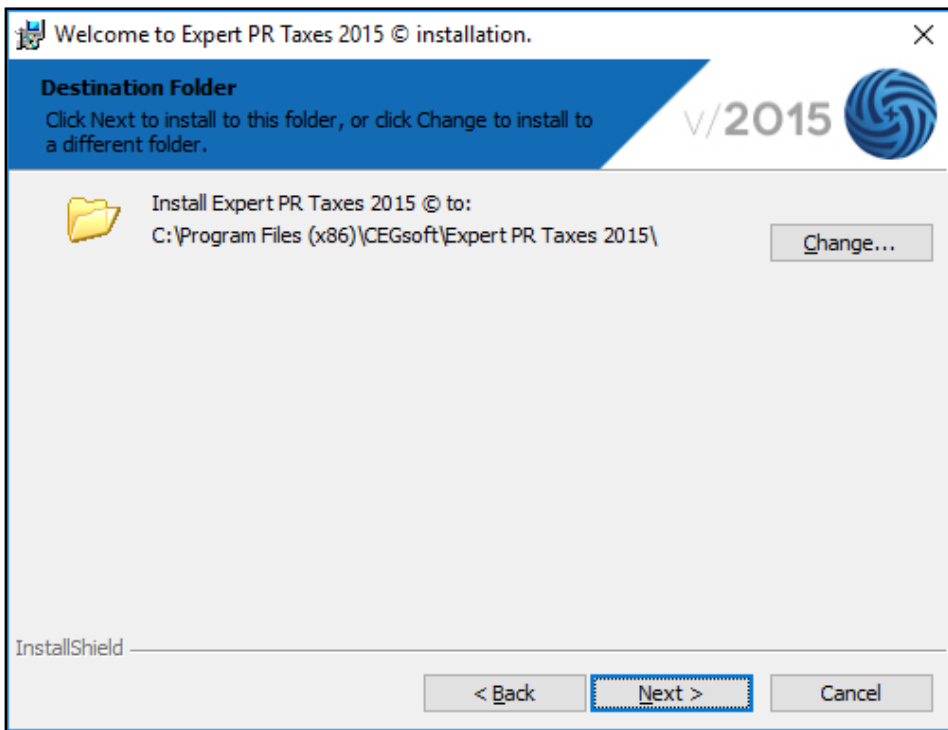 Welcome to Expert PR Taxes 2015 © installation.
Destination Folder
Click Next to install to this folder, or click Change to install to
a different folder.
V/2015
Install Expert PR Taxes 2015 © to:
C:\Program Files (x86)\CEGsoft\Expert PR Taxes 2015\
Change...
InstallShield
< Back
Next >
Cancel